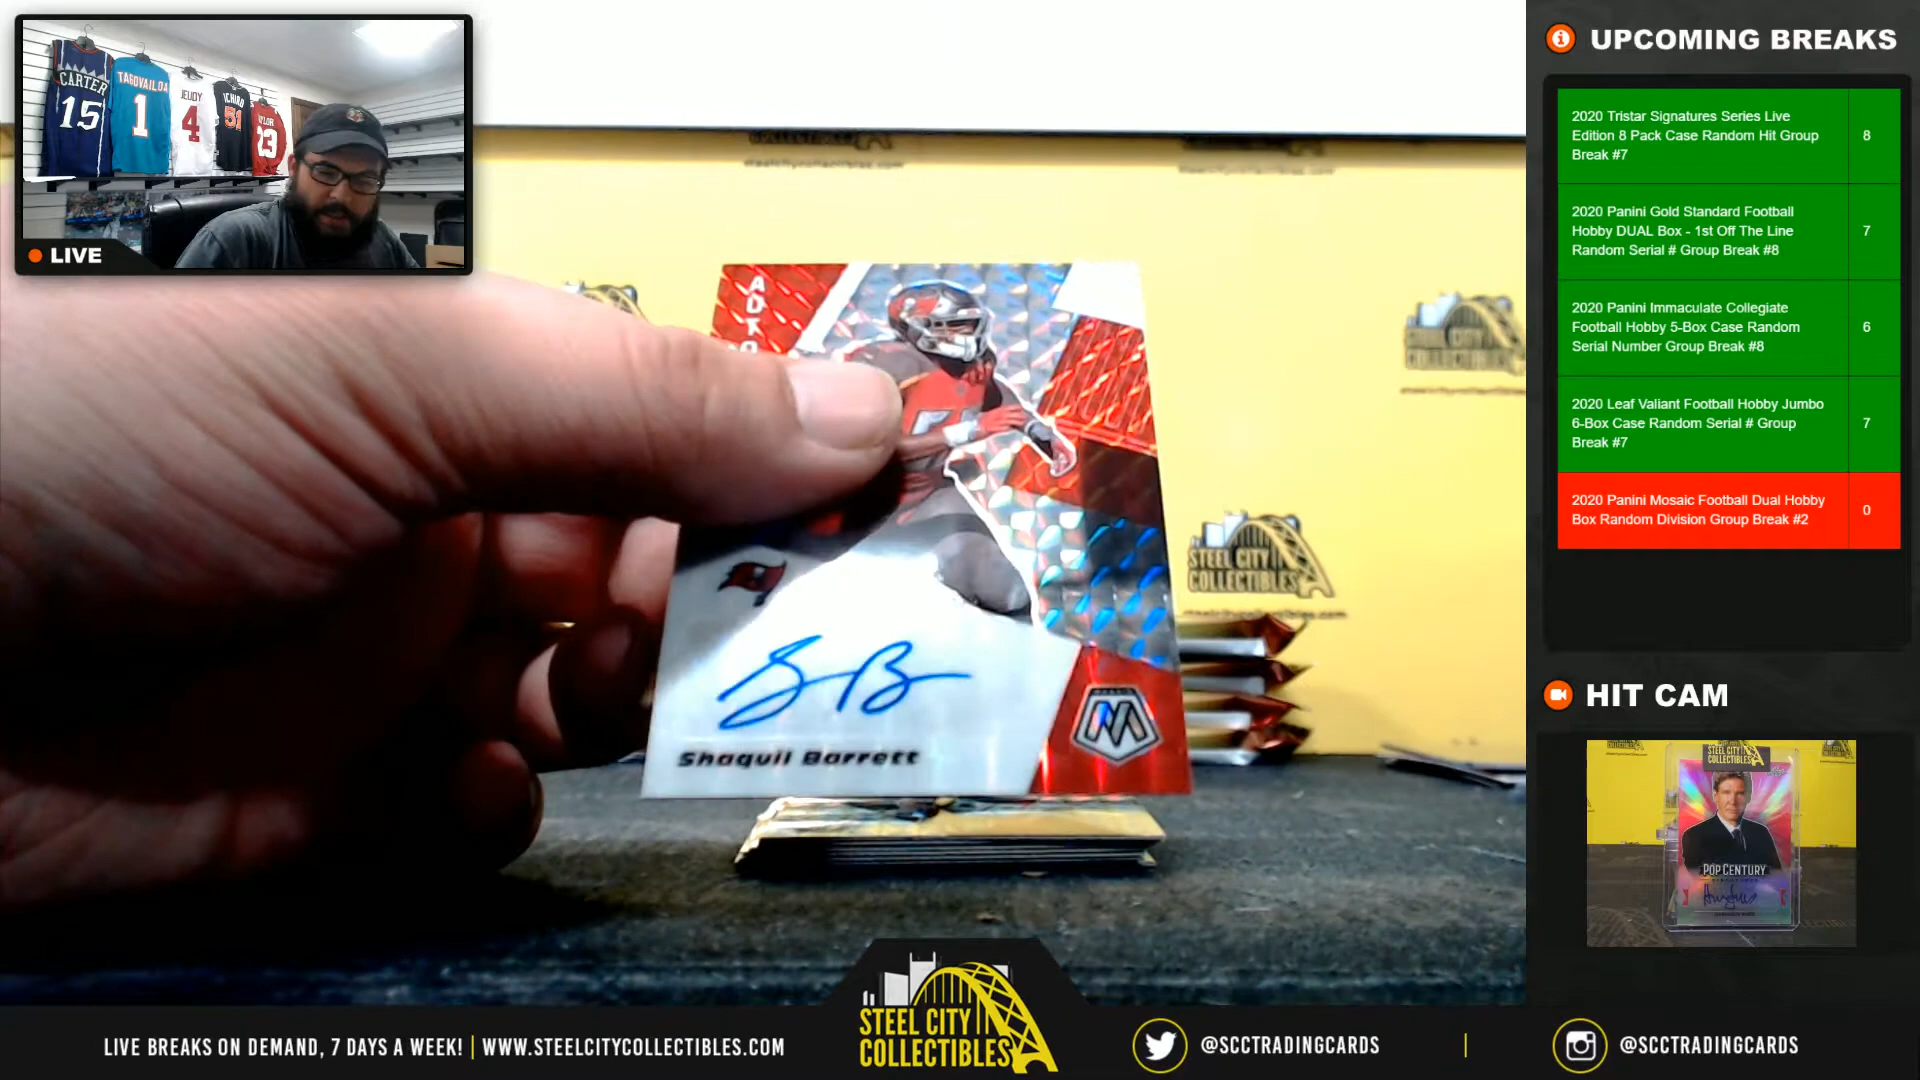 CARTER
15
TAGOVAILOA
1
JEUDY
4
ICHIRO
51
23
LIVE
AUTO
Shaquil Barrett
STEEL CITY
COLLECTIBLES
UPCOMING BREAKS
2020 Tristar Signatures Series Live
Edition 8 Pack Case Random Hit Group
Break #7
8
2020 Panini Gold Standard Football
Hobby DUAL Box - 1st Off The Line
Random Serial # Group Break #8
7
2020 Panini Immaculate Collegiate
Football Hobby 5-Box Case Random
Serial Number Group Break #8
6
2020 Leaf Valiant Football Hobby Jumbo
6-Box Case Random Serial # Group
Break #7
7
2020 Panini Mosaic Football Dual Hobby
Box Random Division Group Break #2
0
HIT CAM
STEEL CITY
COLLECTIBLES
POP CENTURY
LIVE BREAKS ON DEMAND, 7 DAYS A WEEK! | WWW.STEELCITYCOLLECTIBLES.COM
STEEL CITY
COLLECTIBLES
@SCCTRADINGCARDS
@SCCTRADINGCARDS